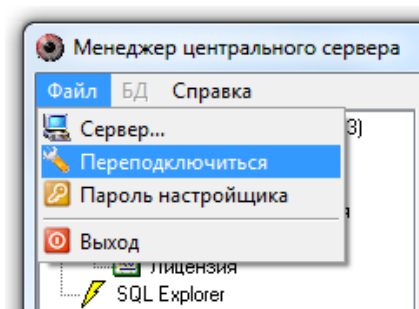 Менеджер центрального сервера
Файл БД Справка
Сервер... 3)
Переподключиться
Пароль настройщика
Выход
Лицензия
SQL Explorer